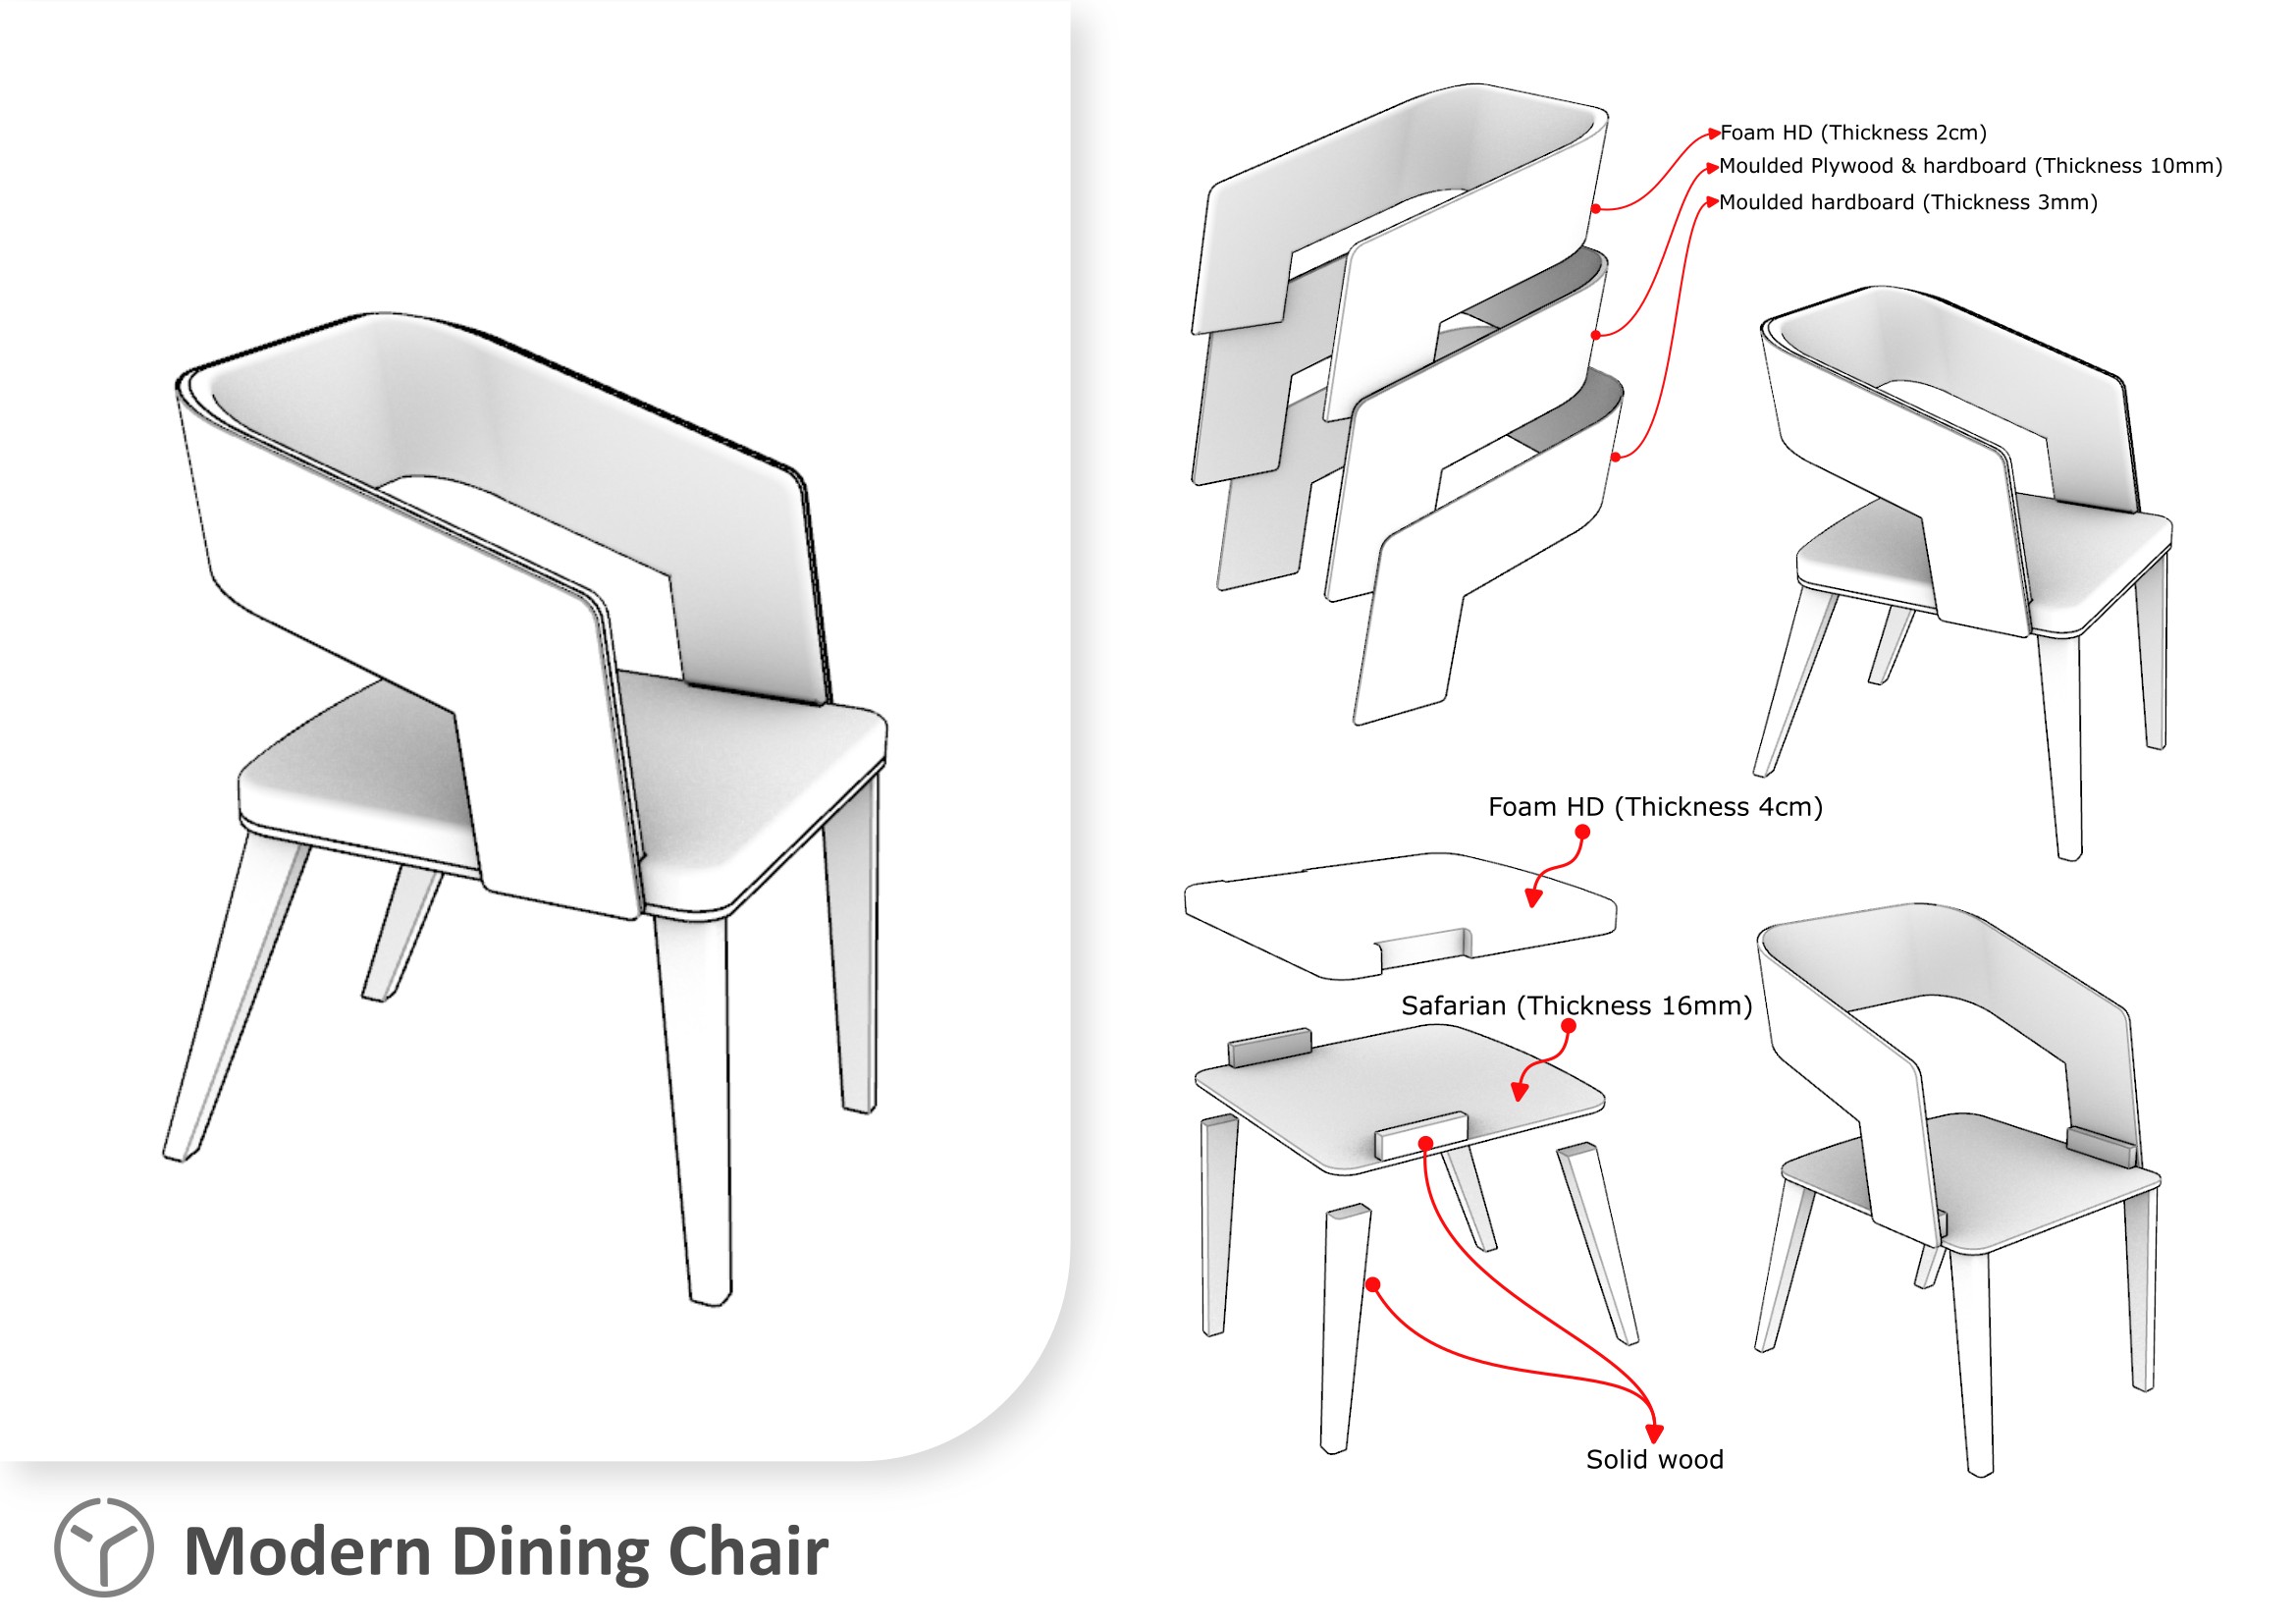 Foam HD (Thickness 2cm)
Moulded Plywood & hardboard (Thickness 10mm)
Moulded hardboard (Thickness 3mm)
Foam HD (Thickness 4cm)
Safarian (Thickness 16mm)
Solid wood
Modern Dining Chair